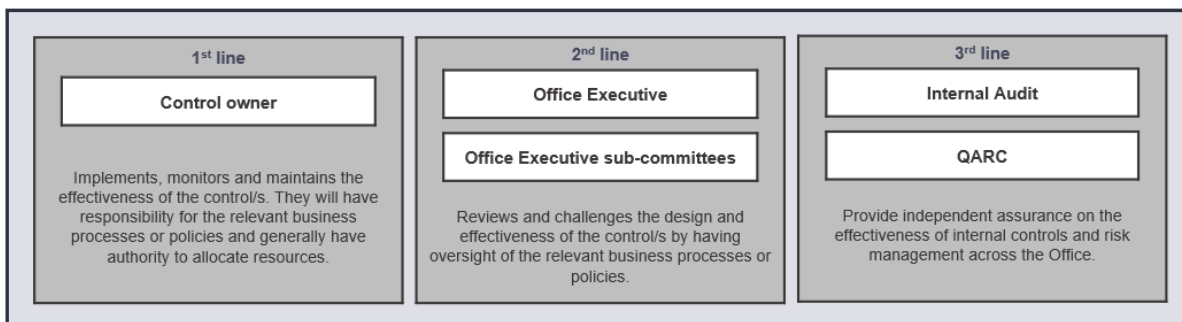 1st line
Control owner
Implements, monitors and maintains the
effectiveness of the control/s. They will have
responsibility for the relevant business
processes or policies and generally have
authority to allocate resources.
2nd line
Office Executive
Office Executive sub-committees
Reviews and challenges the design and
effectiveness of the control/s by having
oversight of the relevant business processes or
policies.
3rd line
Internal Audit
QARC
Provide independent assurance on the
effectiveness of internal controls and risk
management across the Office.